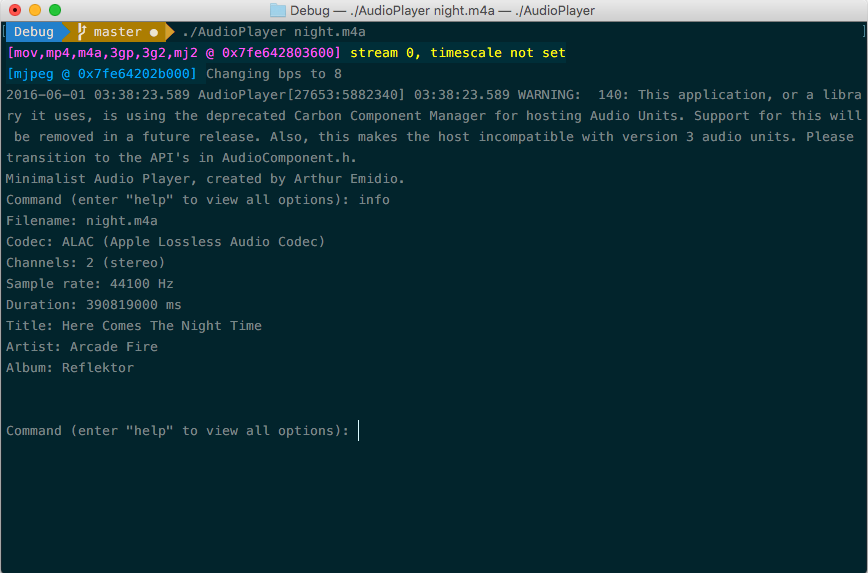 Debug — ./AudioPlayer night.m4a — ./AudioPlayer
Debug master ● ./AudioPlayer night.m4a
[mov,mp4,m4a,3gp,3g2,mj2 @ 0x7fe642803600] stream 0, timescale not set
[mjpeg @ 0x7fe64202b000] Changing bps to 8
2016-06-01 03:38:23.589 AudioPlayer[27653:5882340] 03:38:23.589 WARNING:  140: This application, or a libra
ry it uses, is using the deprecated Carbon Component Manager for hosting Audio Units. Support for this will
 be removed in a future release. Also, this makes the host incompatible with version 3 audio units. Please
transition to the API's in AudioComponent.h.
Minimalist Audio Player, created by Arthur Emidio.
Command (enter "help" to view all options): info
Filename: night.m4a
Codec: ALAC (Apple Lossless Audio Codec)
Channels: 2 (stereo)
Sample rate: 44100 Hz
Duration: 390819000 ms
Title: Here Comes The Night Time
Artist: Arcade Fire
Album: Reflektor
Command (enter "help" to view all options):